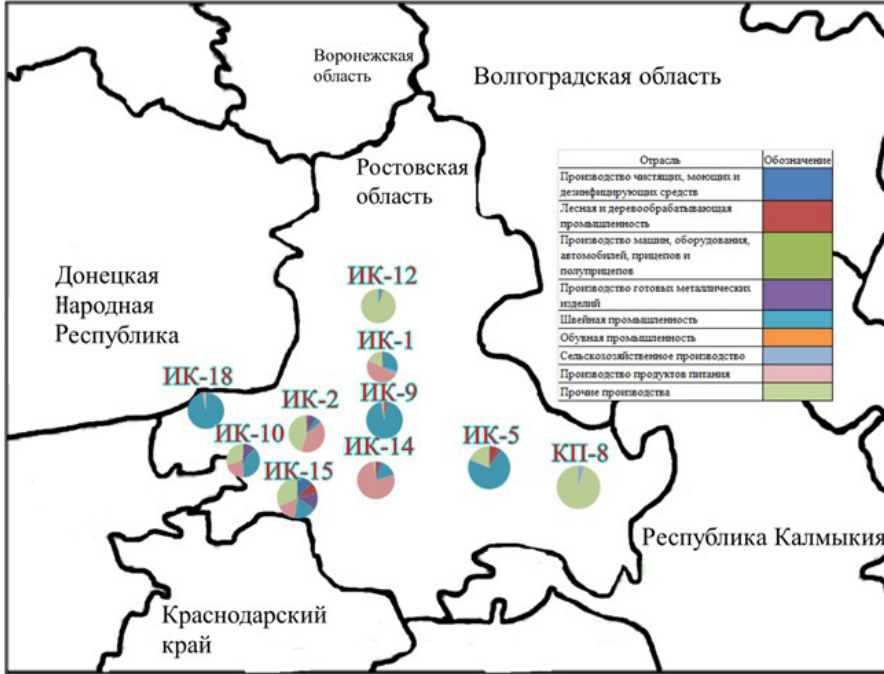 Воронежская
область
Волгоградская область
Ростовская
область
Отрасль Обозначение
Производство чистящих, моющих и
дезинфицирующих средств
Лесная и деревообрабатывающая
промышленность
Производство машин, оборудования,
автомобилей, прицепов и
полуприцепов
Производство готовых металлических
изделий
Швейная промышленность
Обувная промышленность
Сельскохозяйственное производство
Производство продуктов питания
Прочие производства
Донецкая
Народная
Республика
ИК-12
ИК-1
ИК-18
ИК-9
ИК-2
ИК-10
ИК-14
ИК-5
ИК-15
КП-8
Республика Калмыкия
Краснодарский
край